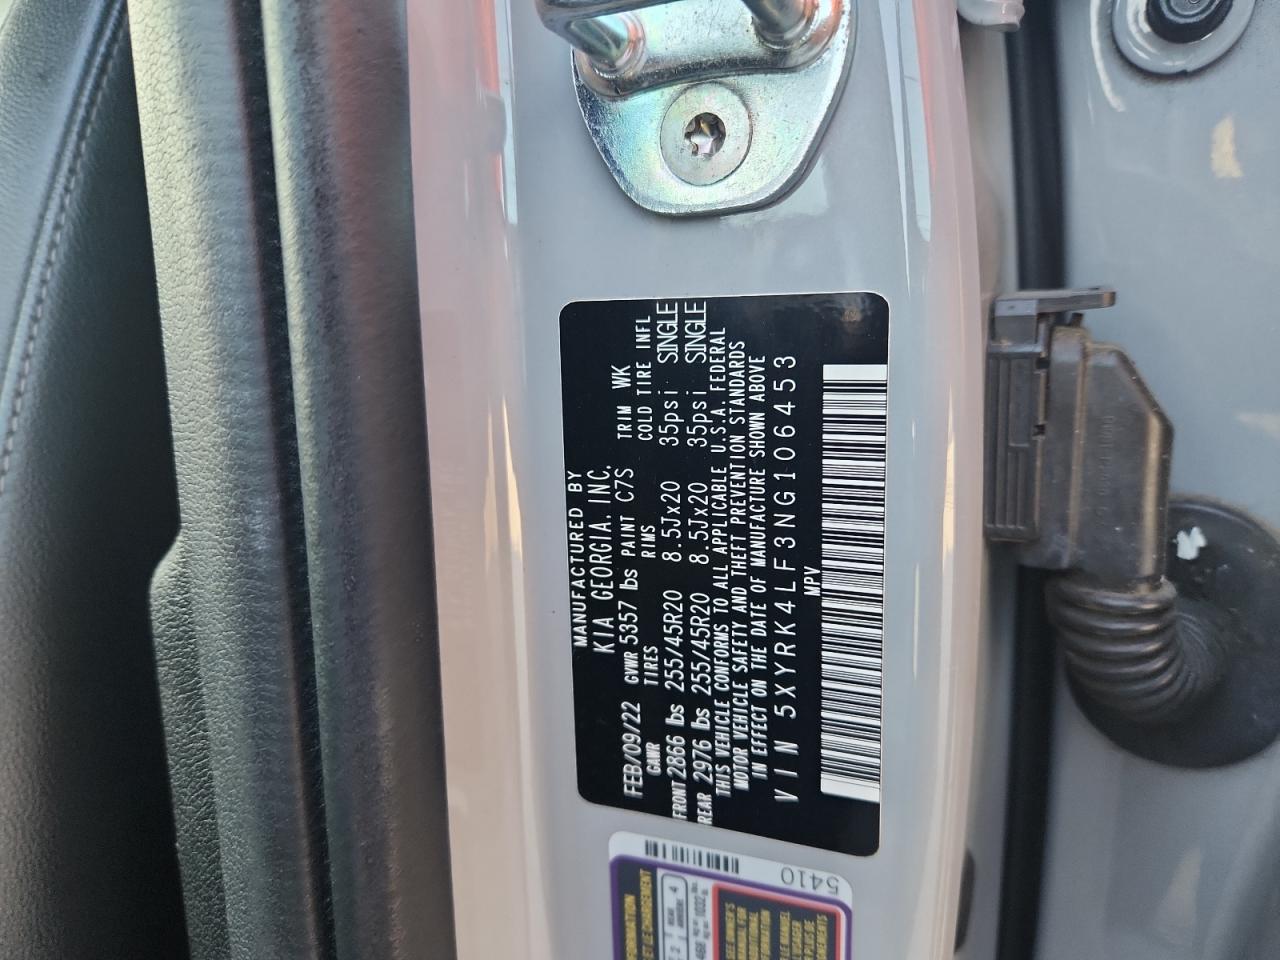 MANUFACTURED BY
KIA GEORGIA, INC.
FEB/09/22 GVWR 5357 lbs PAINT C7S TRIM WK
GAWR TIRES RIMS COLD TIRE INFL
FRONT 2866 lbs 255/45R20 8.5Jx20 35psi SINGLE
REAR 2976 lbs 255/45R20 8.5Jx20 35psi SINGLE
THIS VEHICLE CONFORMS TO ALL APPLICABLE U.S.A. FEDERAL
MOTOR VEHICLE SAFETY AND THEFT PREVENTION STANDARDS
IN EFFECT ON THE DATE OF MANUFACTURE SHOWN ABOVE
VIN 5XYRK4LF3NG106453
MPV
5410
REAR
ARRIERE 4